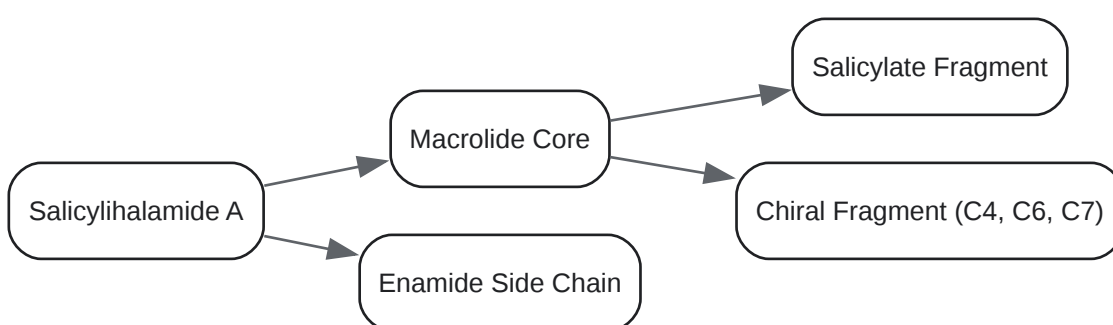 Salicylihalamide A
Macrolide Core
Enamide Side Chain
Salicylate Fragment
Chiral Fragment (C4, C6, C7)